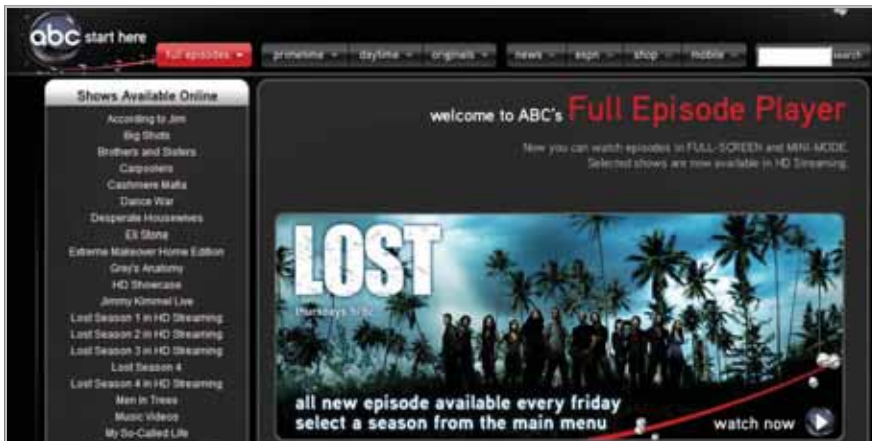 abc start here
full episodes primetime daytime originals news espn shop mobile search
Shows Available Online
According to Jim
Big Shots
Brothers and Sisters
Carpoolers
Cashmere Mafia
Dance War
Desperate Housewives
Eli Stone
Extreme Makeover Home Edition
Grey's Anatomy
HD Showcase
Jimmy Kimmel Live
Lost Season 1 in HD Streaming
Lost Season 2 in HD Streaming
Lost Season 3 in HD Streaming
Lost Season 4
Lost Season 4 in HD Streaming
Men in Trees
Music Videos
My So-Called Life
welcome to ABC's Full Episode Player
Now you can watch episodes in FULL-SCREEN and MINI-MODE.
Selected shows are now available in HD Streaming.
LOST
thursdays 9/8c
all new episode available every friday
select a season from the main menu
watch now